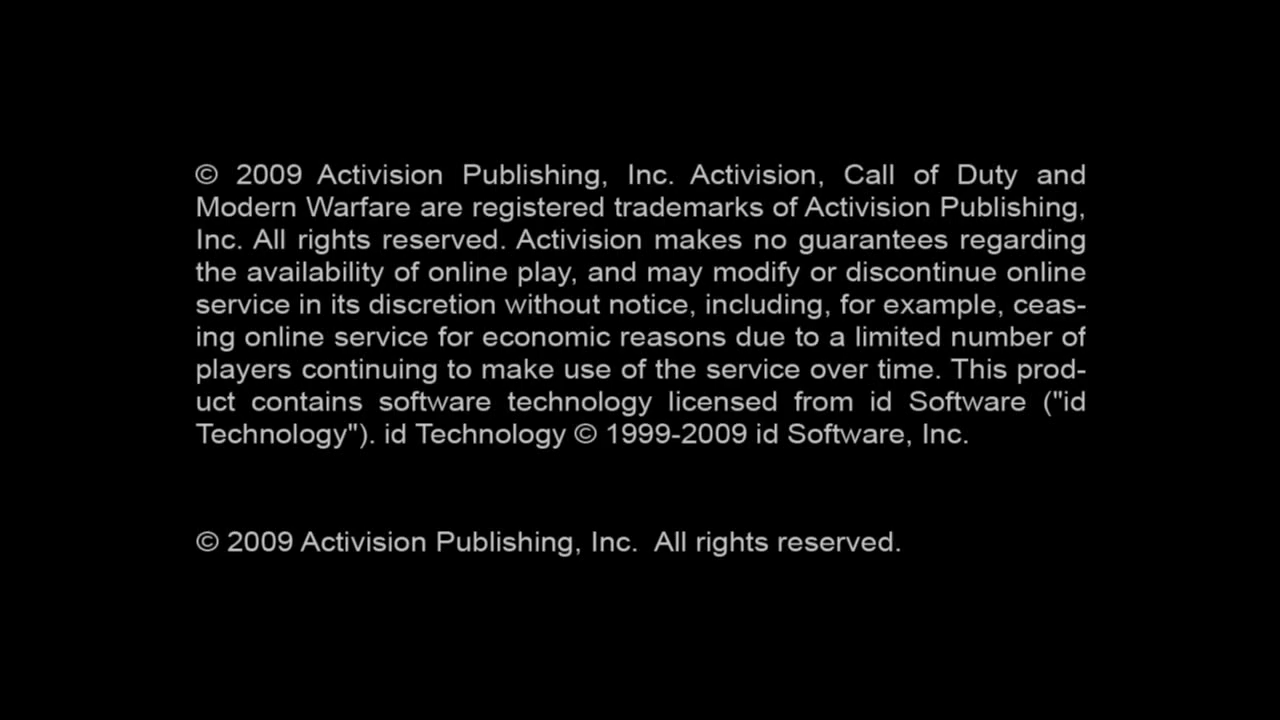 © 2009 Activision Publishing, Inc. Activision, Call of Duty and
Modern Warfare are registered trademarks of Activision Publishing,
Inc. All rights reserved. Activision makes no guarantees regarding
the availability of online play, and may modify or discontinue online
service in its discretion without notice, including, for example, ceas-
ing online service for economic reasons due to a limited number of
players continuing to make use of the service over time. This prod-
uct contains software technology licensed from id Software ("id
Technology"). id Technology © 1999-2009 id Software, Inc.
© 2009 Activision Publishing, Inc.  All rights reserved.